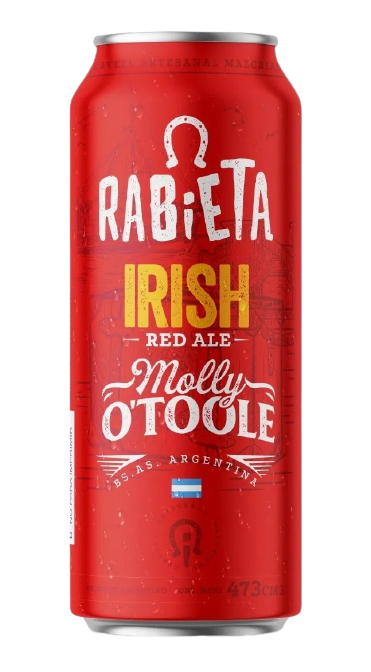 RABiETA
IRISH
RED ALE
Molly
O'TOOLE
BS.AS. ARGENTINA
473CM3